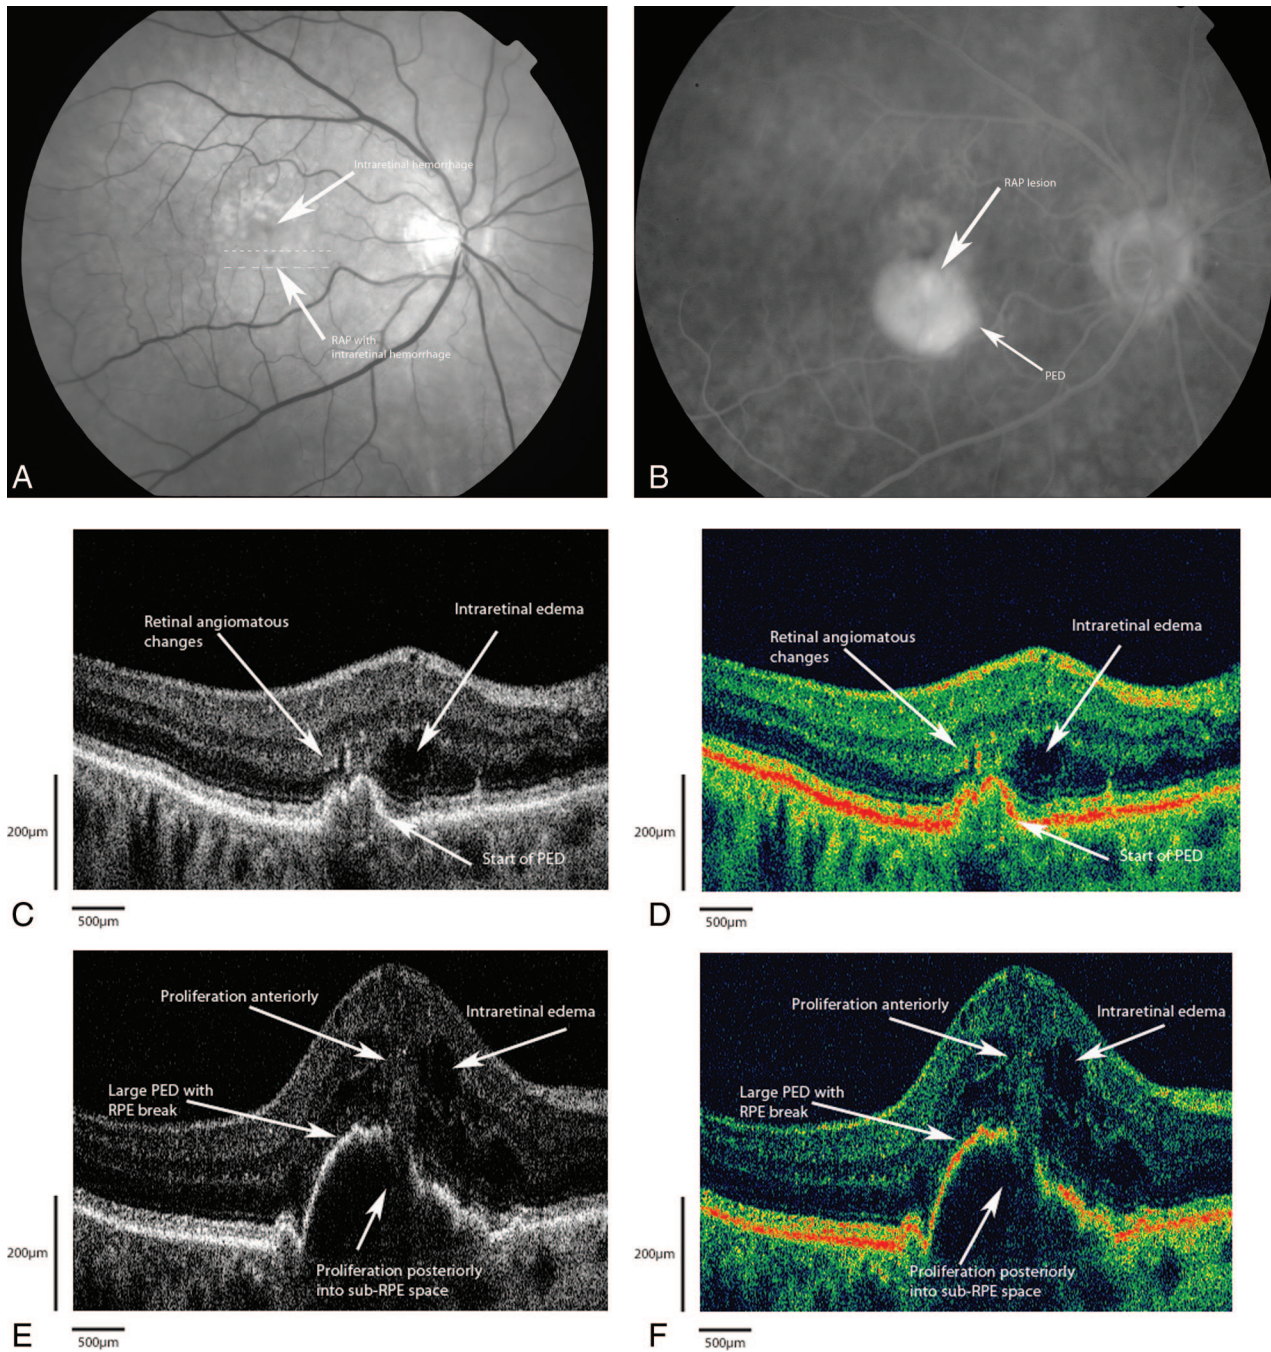 Intraretinal hemorrhage
RAP with
intraretinal hemorrhage
A
RAP lesion
PED
B
Retinal angiomatous
changes
Intraretinal edema
Start of PED
200µm
500µm
C
Retinal angiomatous
changes
Intraretinal edema
Start of PED
200µm
500µm
D
Proliferation anteriorly
Intraretinal edema
Large PED with
RPE break
Proliferation posteriorly
into sub-RPE space
200µm
500µm
E
Proliferation anteriorly
Intraretinal edema
Large PED with
RPE break
Proliferation posteriorly
into sub-RPE space
200µm
500µm
F